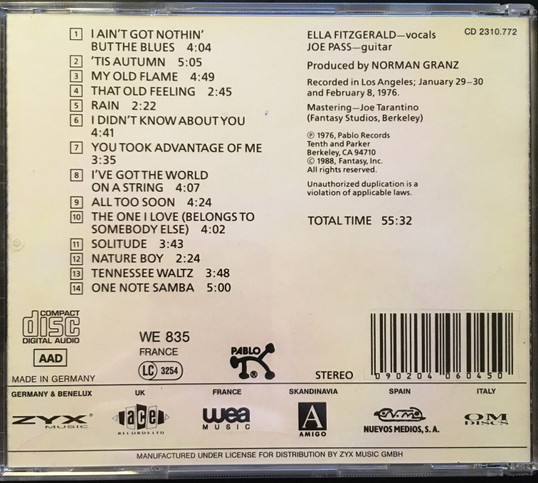 1 I AIN'T GOT NOTHIN'
BUT THE BLUES 4:04
2 'TIS AUTUMN 5:05
3 MY OLD FLAME 4:49
4 THAT OLD FEELING 2:45
5 RAIN 2:22
6 I DIDN'T KNOW ABOUT YOU
4:41
7 YOU TOOK ADVANTAGE OF ME
3:35
8 I'VE GOT THE WORLD
ON A STRING 4:07
9 ALL TOO SOON 4:24
10 THE ONE I LOVE (BELONGS TO
SOMEBODY ELSE) 4:02
11 SOLITUDE 3:43
12 NATURE BOY 2:24
13 TENNESSEE WALTZ 3:48
14 ONE NOTE SAMBA 5:00
CD 2310.772
ELLA FITZGERALD—vocals
JOE PASS—guitar
Produced by NORMAN GRANZ
Recorded in Los Angeles; January 29-30
and February 8, 1976.
Mastering—Joe Tarantino
(Fantasy Studios, Berkeley)
℗ 1976, Pablo Records
Tenth and Parker
Berkeley, CA 94710
© 1988, Fantasy, Inc.
All rights reserved.
Unauthorized duplication is a
violation of applicable laws.
TOTAL TIME 55:32
COMPACT
disc
DIGITAL AUDIO
AAD
MADE IN GERMANY
WE 835
FRANCE
LC 3254
PABLO
®
STEREO
0 90204 06045 0
GERMANY & BENELUX
ZYX
MUSIC
UK
ace
RECORDS LTD
FRANCE
wea
MUSIC
SKANDINAVIA
A
AMIGO
SPAIN
N.M.
NUEVOS MEDIOS, S.A.
ITALY
OM
DISCS
MANUFACTURED UNDER LICENSE FOR DISTRIBUTION BY ZYX MUSIC GMBH